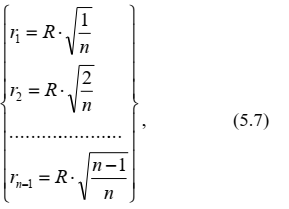 r₁ = R·√(1/n)
r₂ = R·√(2/n)
.....................
rₙ₋₁ = R·√((n−1)/n)
, (5.7)